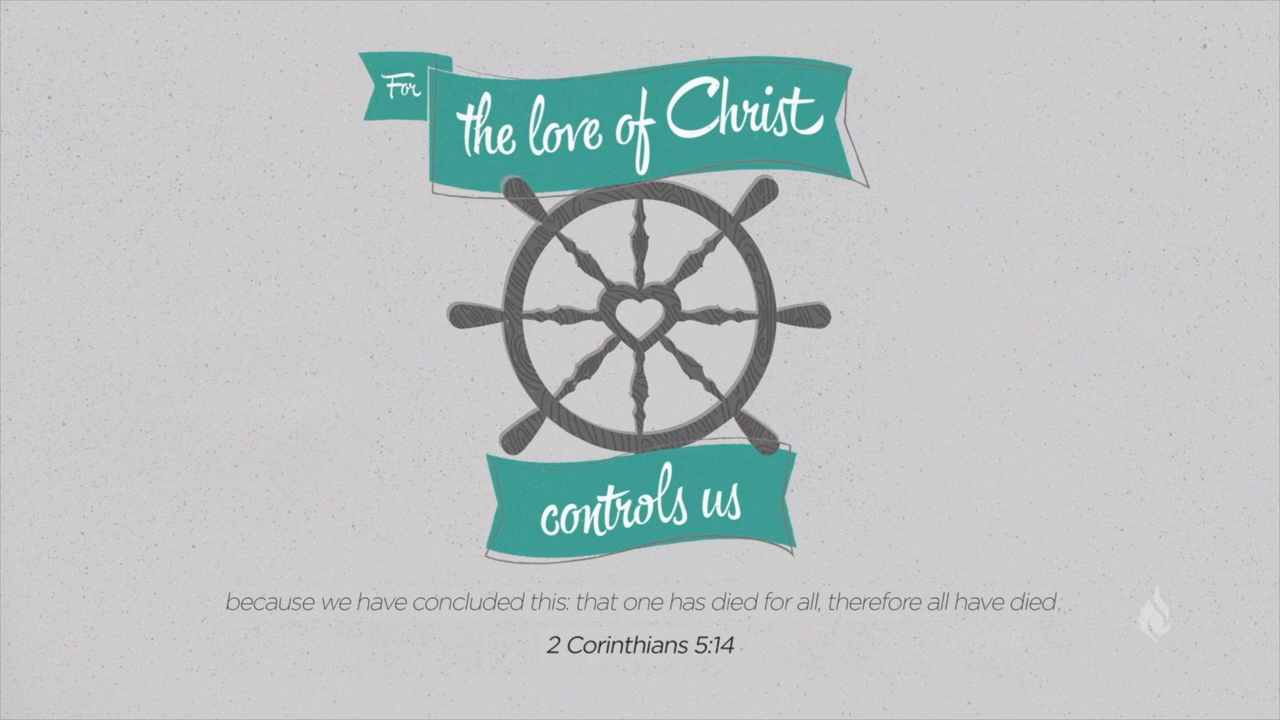 For
the love of Christ
controls us
because we have concluded this: that one has died for all, therefore all have died
2 Corinthians 5:14